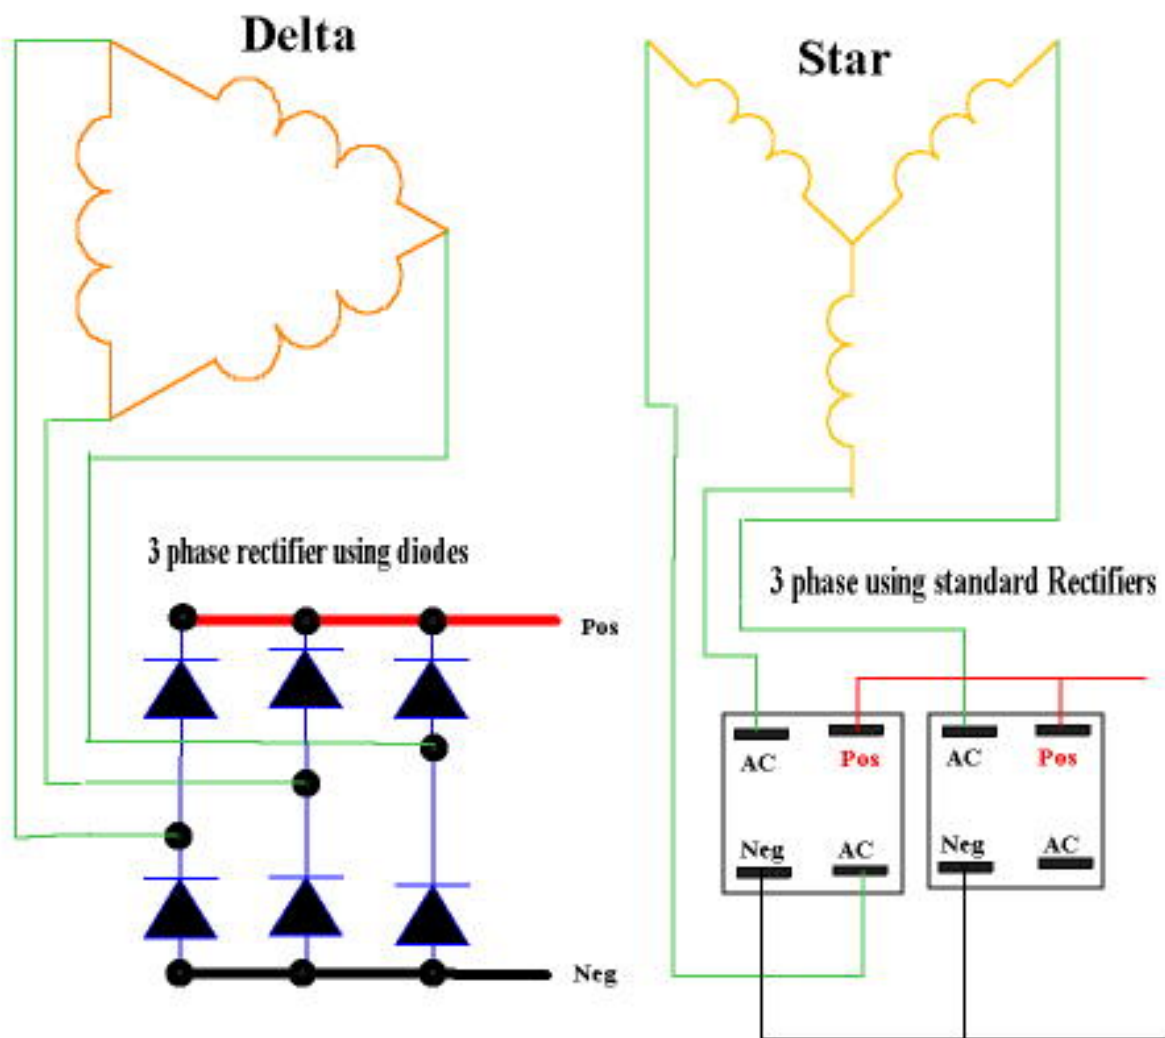 Delta
Star
3 phase rectifier using diodes
Pos
Neg
3 phase using standard Rectifiers
AC
Pos
Neg
AC
AC
Pos
Neg
AC